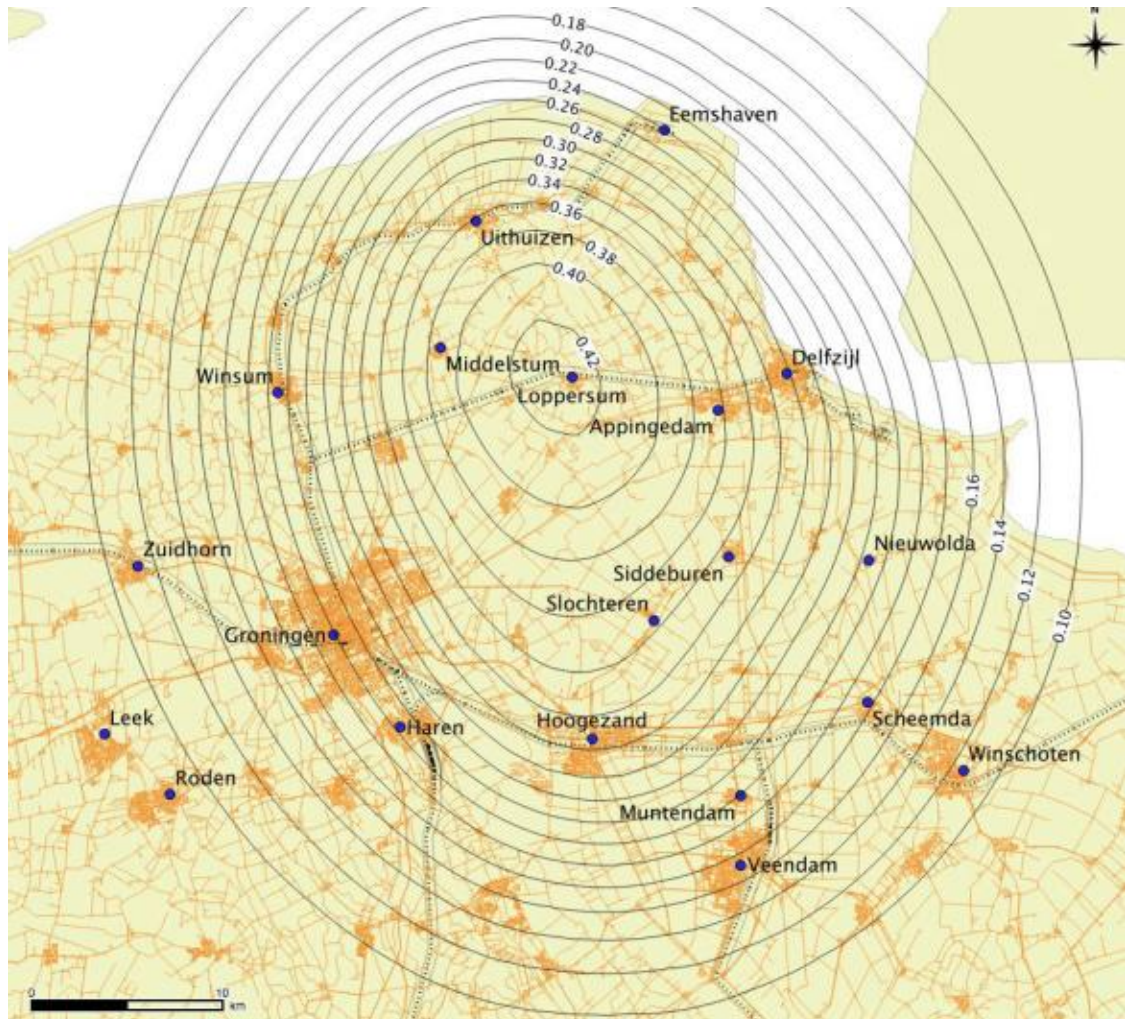 0.18
0.20
0.22
0.24
0.26
Eemshaven
0.28
0.30
0.32
0.34
0.36
Uithuizen
0.38
0.40
0.42
Middelstum
Delfzijl
Winsum
Loppersum
Appingedam
0.16
0.14
Zuidhorn
Nieuwolda
Siddeburen
0.12
Slochteren
0.10
Groningen
Leek
Haren
Hoogezand
Scheemda
Winschoten
Roden
Muntendam
Veendam
0 10
km